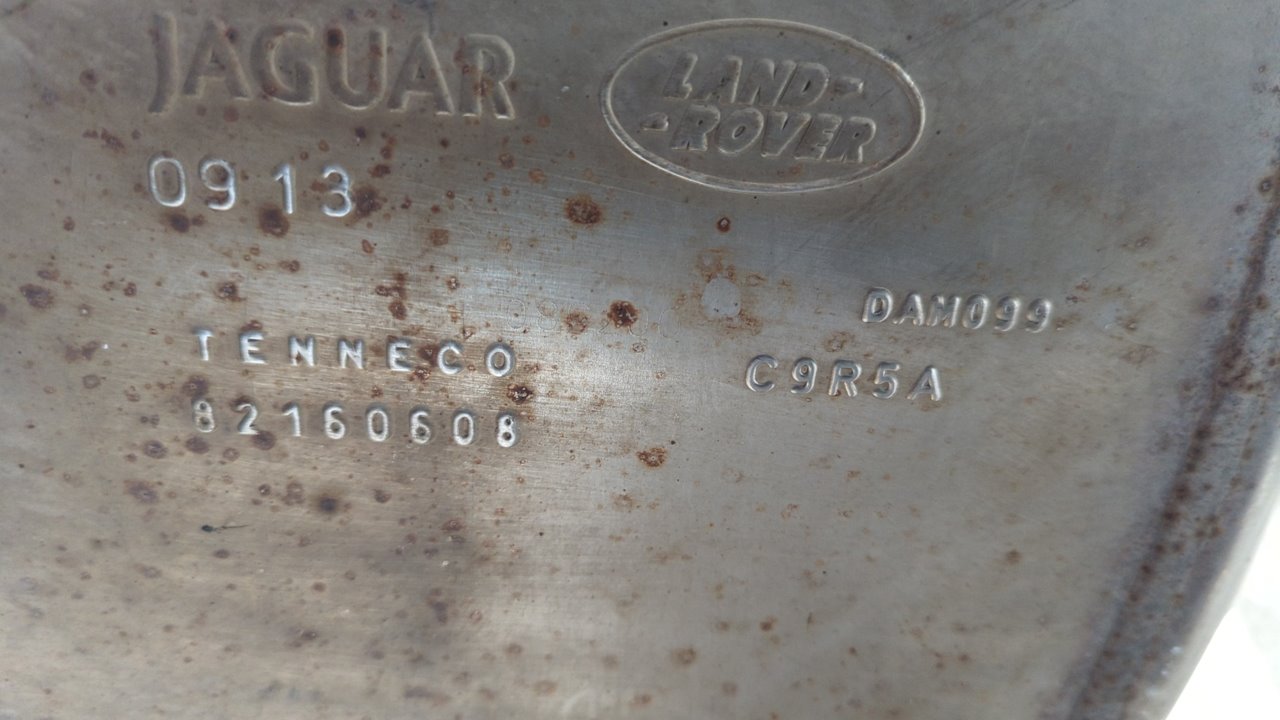 JAGUAR
LAND-
-ROVER
09 13
DAM099
TENNECO
C9R5A
82160608